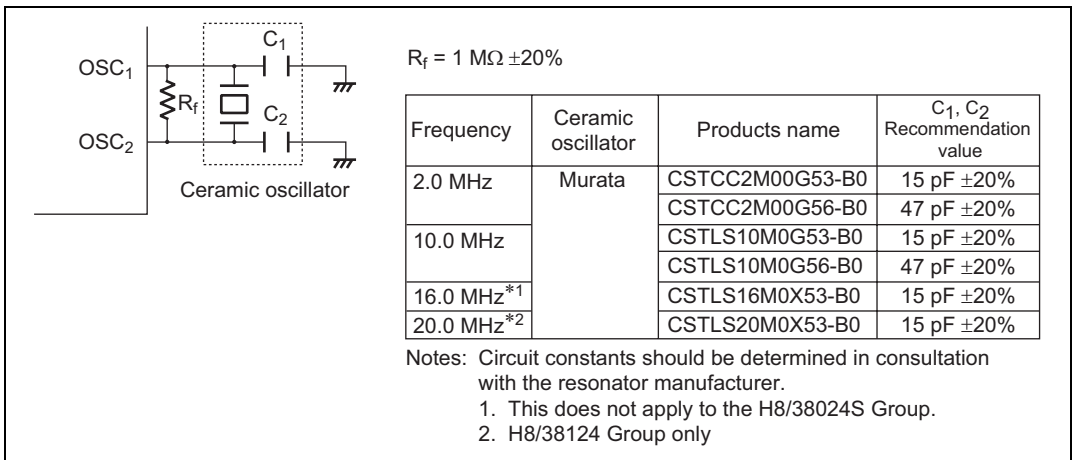 OSC1
OSC2
Rf
C1
C2
Ceramic oscillator
Rf = 1 MΩ ±20%
Frequency Ceramic oscillator Products name C1, C2 Recommendation value
2.0 MHz Murata CSTCC2M00G53-B0 15 pF ±20%
CSTCC2M00G56-B0 47 pF ±20%
10.0 MHz CSTLS10M0G53-B0 15 pF ±20%
CSTLS10M0G56-B0 47 pF ±20%
16.0 MHz*1 CSTLS16M0X53-B0 15 pF ±20%
20.0 MHz*2 CSTLS20M0X53-B0 15 pF ±20%
Notes: Circuit constants should be determined in consultation
with the resonator manufacturer.
1. This does not apply to the H8/38024S Group.
2. H8/38124 Group only